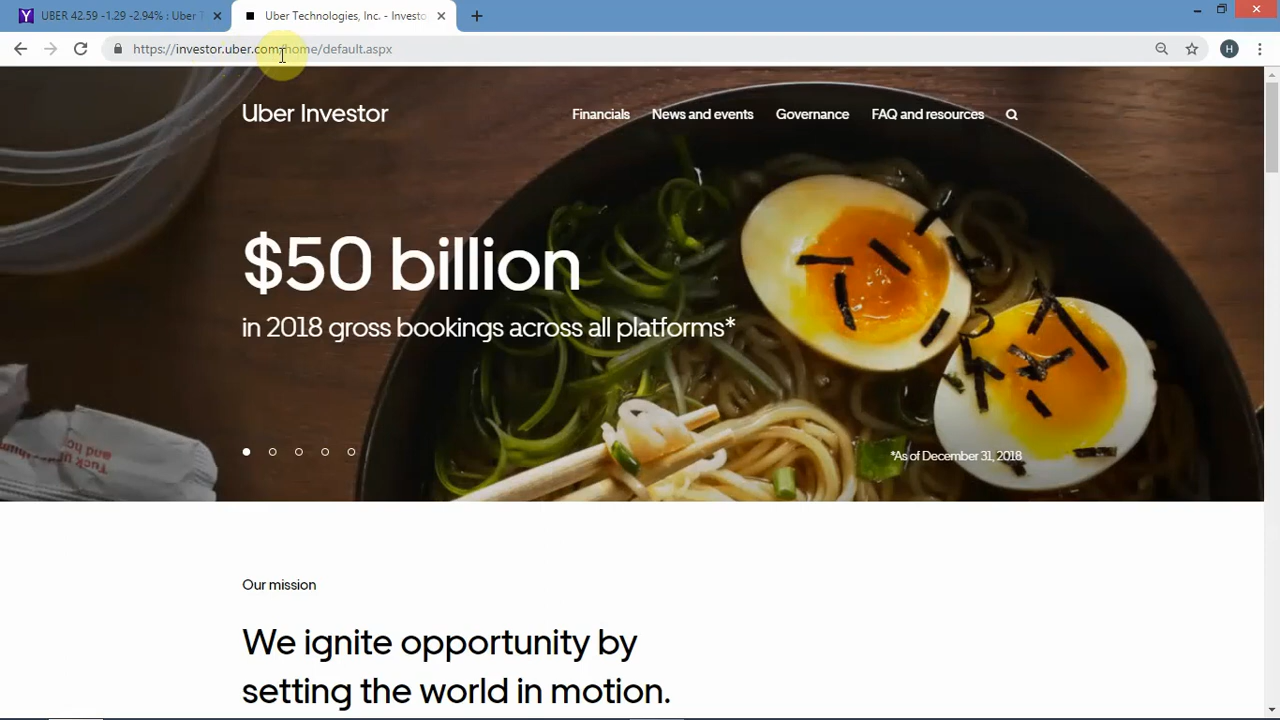 UBER 42.59 -1.29 -2.94% : Uber T
Uber Technologies, Inc. - Investo
https://investor.uber.com/home/default.aspx
H
Uber Investor
Financials
News and events
Governance
FAQ and resources
$50 billion
in 2018 gross bookings across all platforms*
*As of December 31, 2018
Our mission
We ignite opportunity by
setting the world in motion.